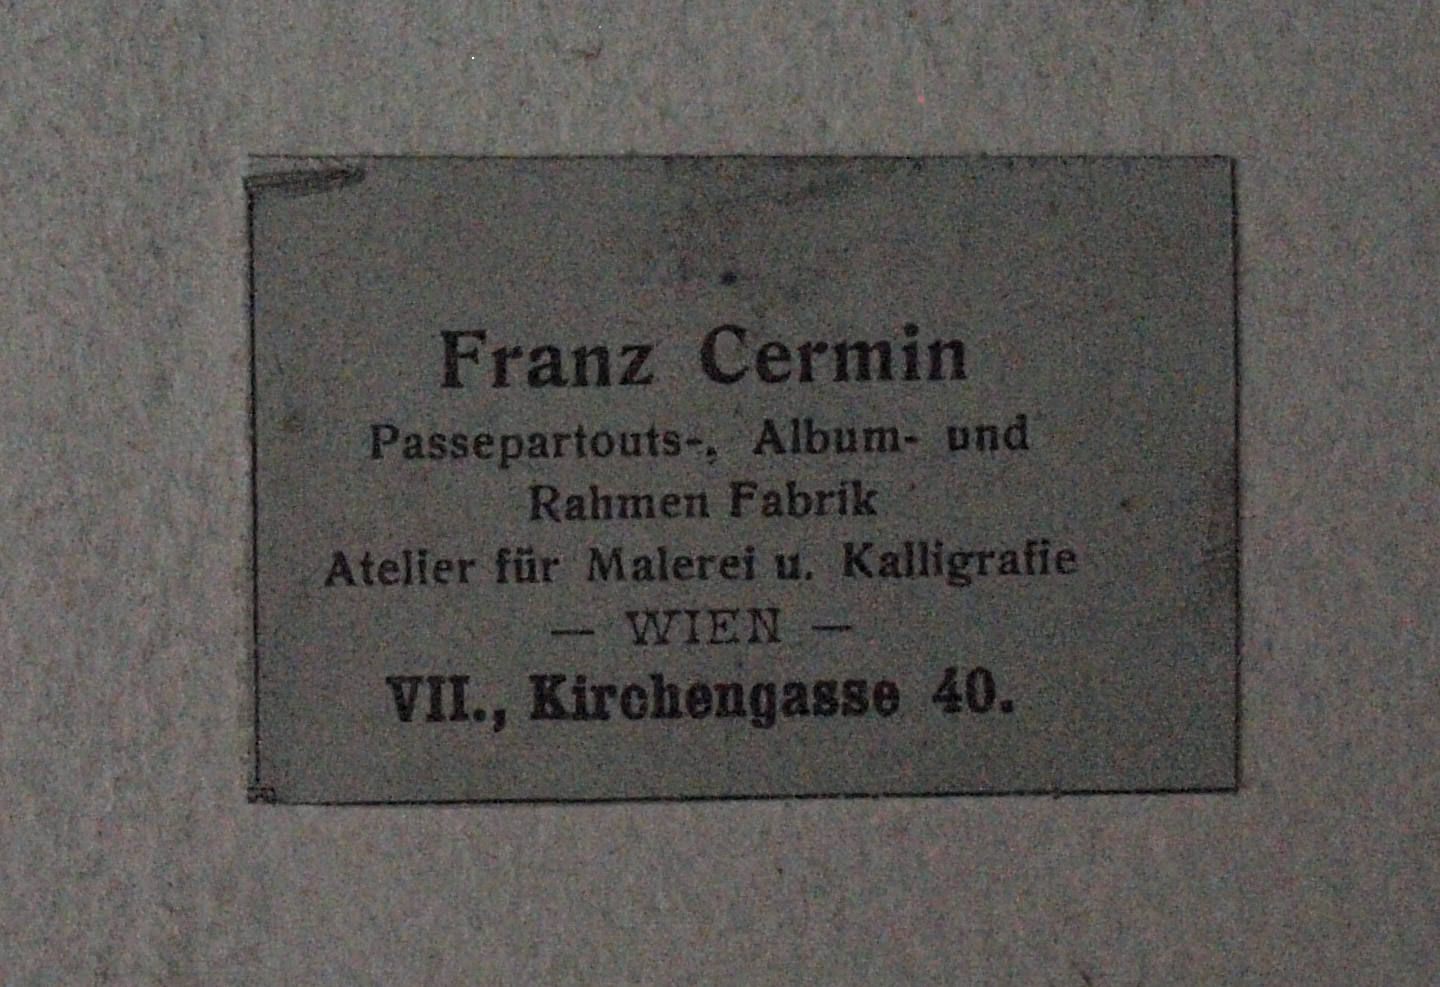 Franz Cermin
Passepartouts-, Album- und
Rahmen Fabrik
Atelier für Malerei u. Kalligrafie
— WIEN —
VII., Kirchengasse 40.